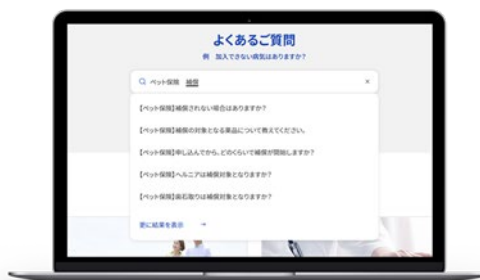 よくあるご質問
例　加入できない病気はありますか？
ペット保険　補償
×
【ペット保険】補償されない場合はありますか？
【ペット保険】補償の対象となる薬品について教えてください。
【ペット保険】申し込んでから、どのくらいで補償が開始しますか？
【ペット保険】ヘルニアは補償対象となりますか？
【ペット保険】歯石取りは補償対象となりますか？
更に結果を表示　→